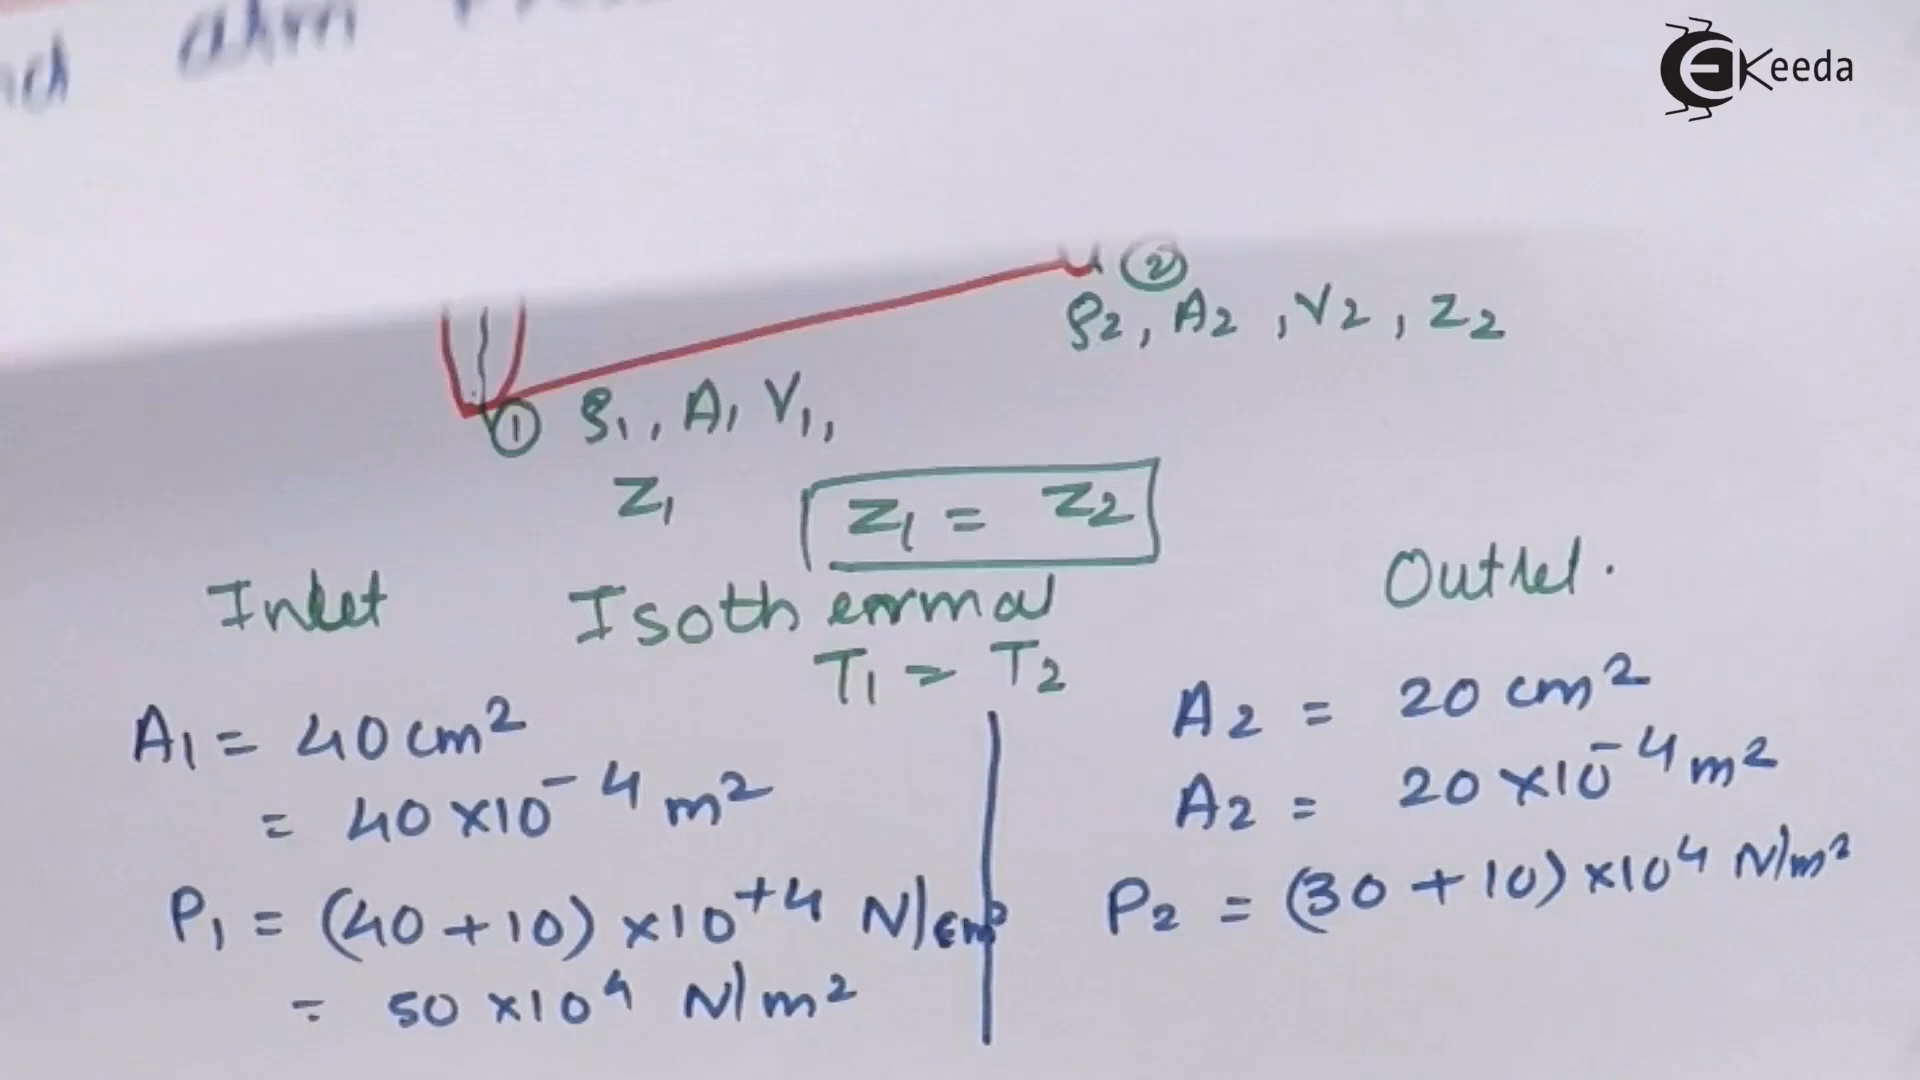 atm
EKeeda
②
ρ2, A2, V2, Z2
① ρ1, A1 V1,
Z1
Z1 = Z2
Inlet Isothermal Outlet.
T1 = T2
A1 = 40 cm²
A2 = 20 cm²
= 40 × 10⁻⁴ m²
A2 = 20 × 10⁻⁴ m²
P1 = (40 + 10) × 10⁺⁴ N/
P2 = (30 + 10) × 10⁴ N/m²
= 50 × 10⁴ N/m²